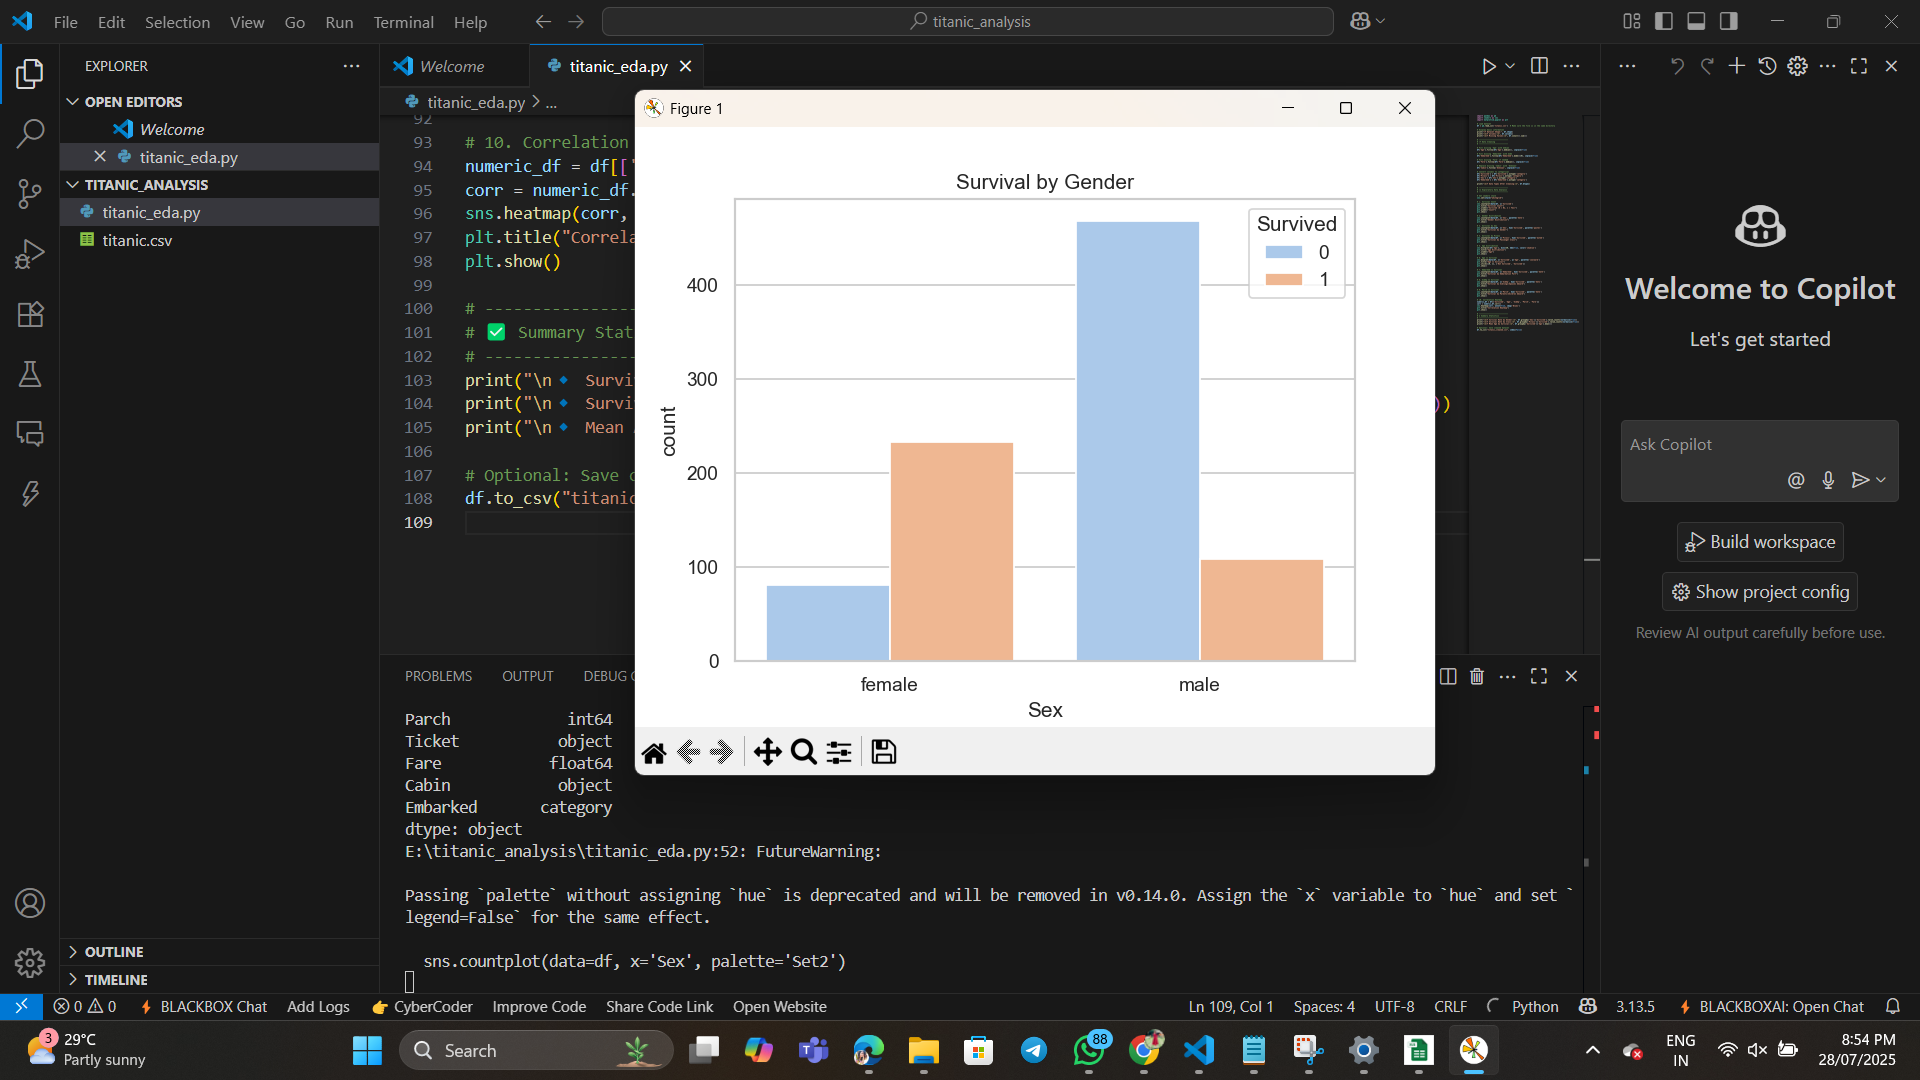 File Edit Selection View Go Run Terminal Help
titanic_analysis
EXPLORER
OPEN EDITORS
Welcome
titanic_eda.py
TITANIC_ANALYSIS
titanic_eda.py
titanic.csv
OUTLINE
TIMELINE
Welcome
titanic_eda.py
titanic_eda.py > ...
92
93 # 10. Correlation
94 numeric_df = df[['
95 corr = numeric_df.
96 sns.heatmap(corr,
97 plt.title("Correla
98 plt.show()
99
100 # ----------------
101 # ✅ Summary Stat
102 # ----------------
103 print("\n🔹 Survi
104 print("\n🔹 Survi ))
105 print("\n🔹 Mean
106
107 # Optional: Save c
108 df.to_csv("titanic
109
Figure 1
Survival by Gender
Survived
0
1
400
300
200
100
0
count
female
male
Sex
PROBLEMS OUTPUT DEBUG
Parch int64
Ticket object
Fare float64
Cabin object
Embarked category
dtype: object
E:\titanic_analysis\titanic_eda.py:52: FutureWarning:
Passing `palette` without assigning `hue` is deprecated and will be removed in v0.14.0. Assign the `x` variable to `hue` and set `
legend=False` for the same effect.
sns.countplot(data=df, x='Sex', palette='Set2')
Welcome to Copilot
Let's get started
Ask Copilot
Build workspace
Show project config
Review AI output carefully before use.
0 0 BLACKBOX Chat Add Logs 👉 CyberCoder Improve Code Share Code Link Open Website
Ln 109, Col 1 Spaces: 4 UTF-8 CRLF Python 3.13.5 BLACKBOXAI: Open Chat
3
29°C
Partly sunny
Search
88
ENG
IN
8:54 PM
28/07/2025